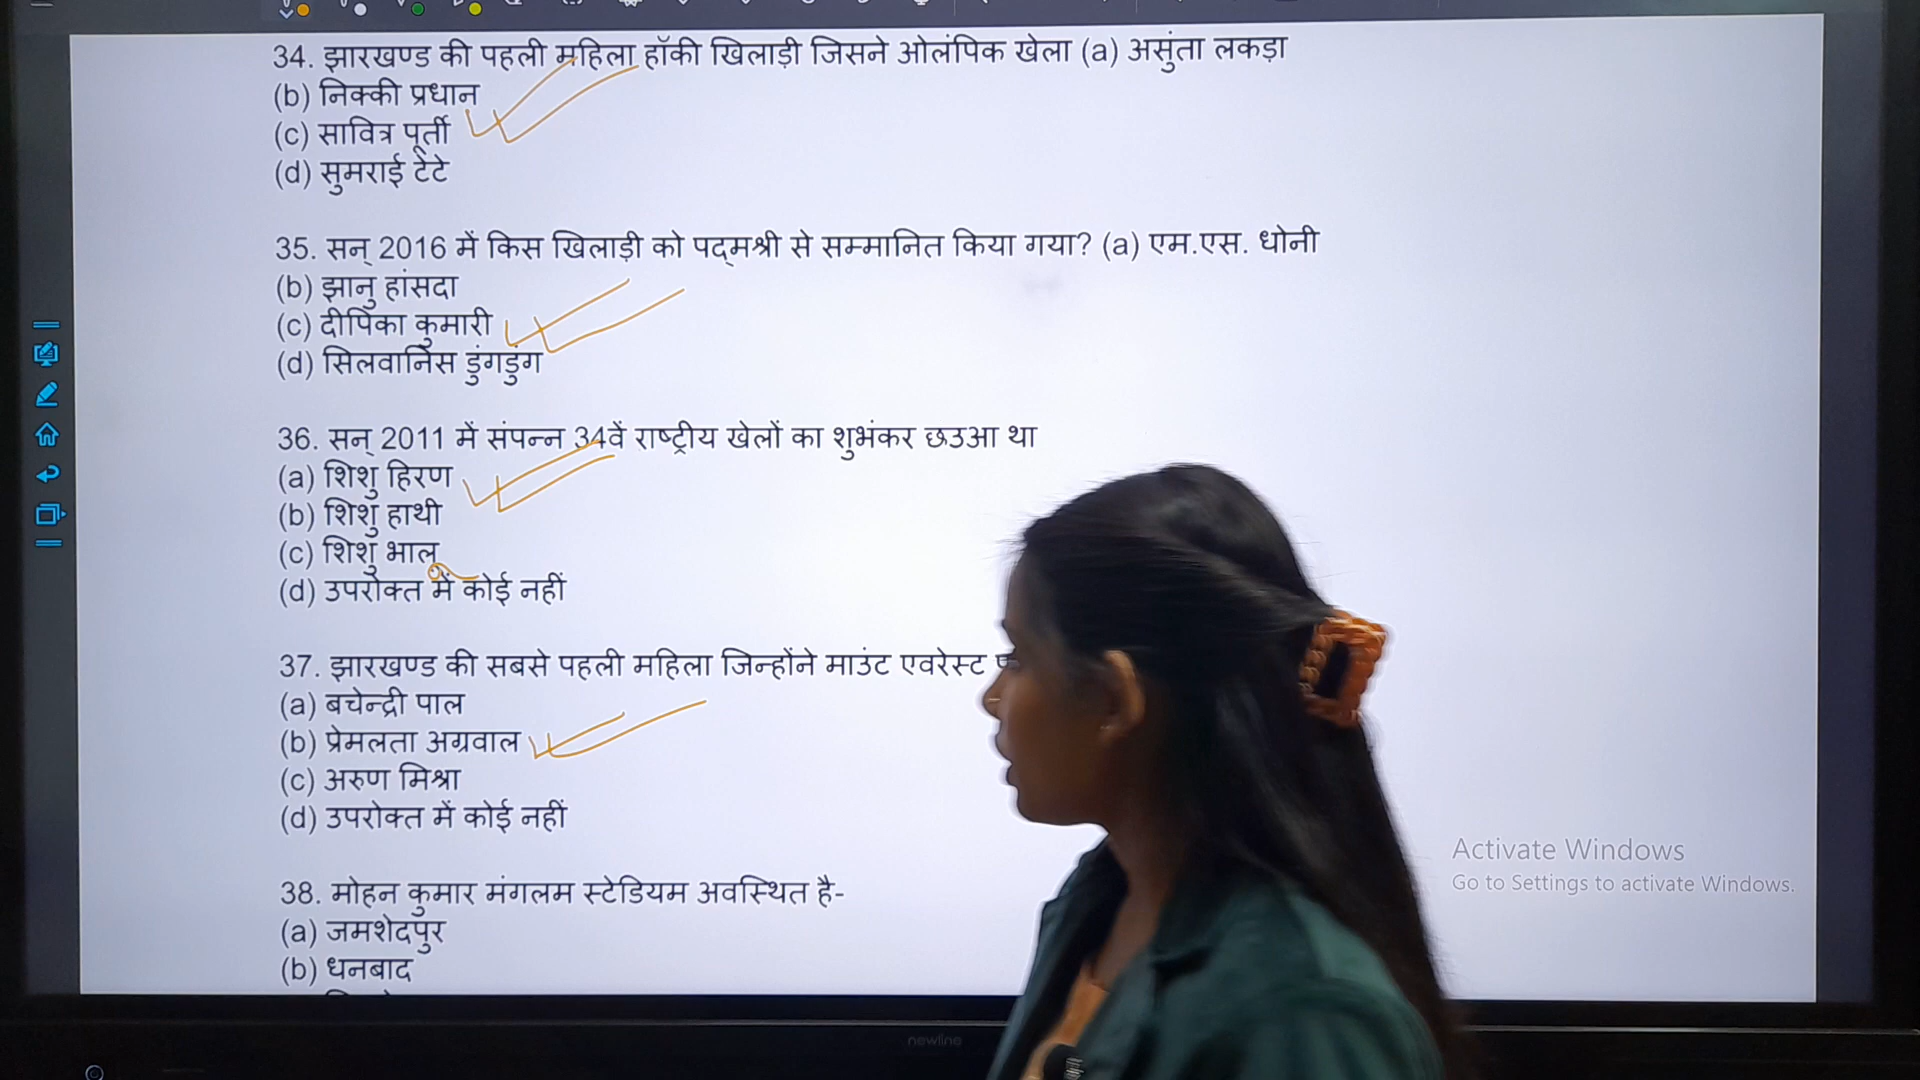 34. झारखण्ड की पहली महिला हॉकी खिलाड़ी जिसने ओलंपिक खेला (a) असुंता लकड़ा
(b) निक्की प्रधान
(c) सावित्र पूर्ती
(d) सुमराई टेटे
35. सन् 2016 में किस खिलाड़ी को पद्मश्री से सम्मानित किया गया? (a) एम.एस. धोनी
(b) झानु हांसदा
(c) दीपिका कुमारी
(d) सिलवानिस डुंगडुंग
36. सन् 2011 में संपन्न 34वें राष्ट्रीय खेलों का शुभंकर छउआ था
(a) शिशु हिरण
(b) शिशु हाथी
(c) शिशु भालू
(d) उपरोक्त में कोई नहीं
37. झारखण्ड की सबसे पहली महिला जिन्होंने माउंट एवरेस्ट
(a) बचेन्द्री पाल
(b) प्रेमलता अग्रवाल
(c) अरुण मिश्रा
(d) उपरोक्त में कोई नहीं
38. मोहन कुमार मंगलम स्टेडियम अवस्थित है-
(a) जमशेदपुर
(b) धनबाद
Activate Windows
Go to Settings to activate Windows.
newline